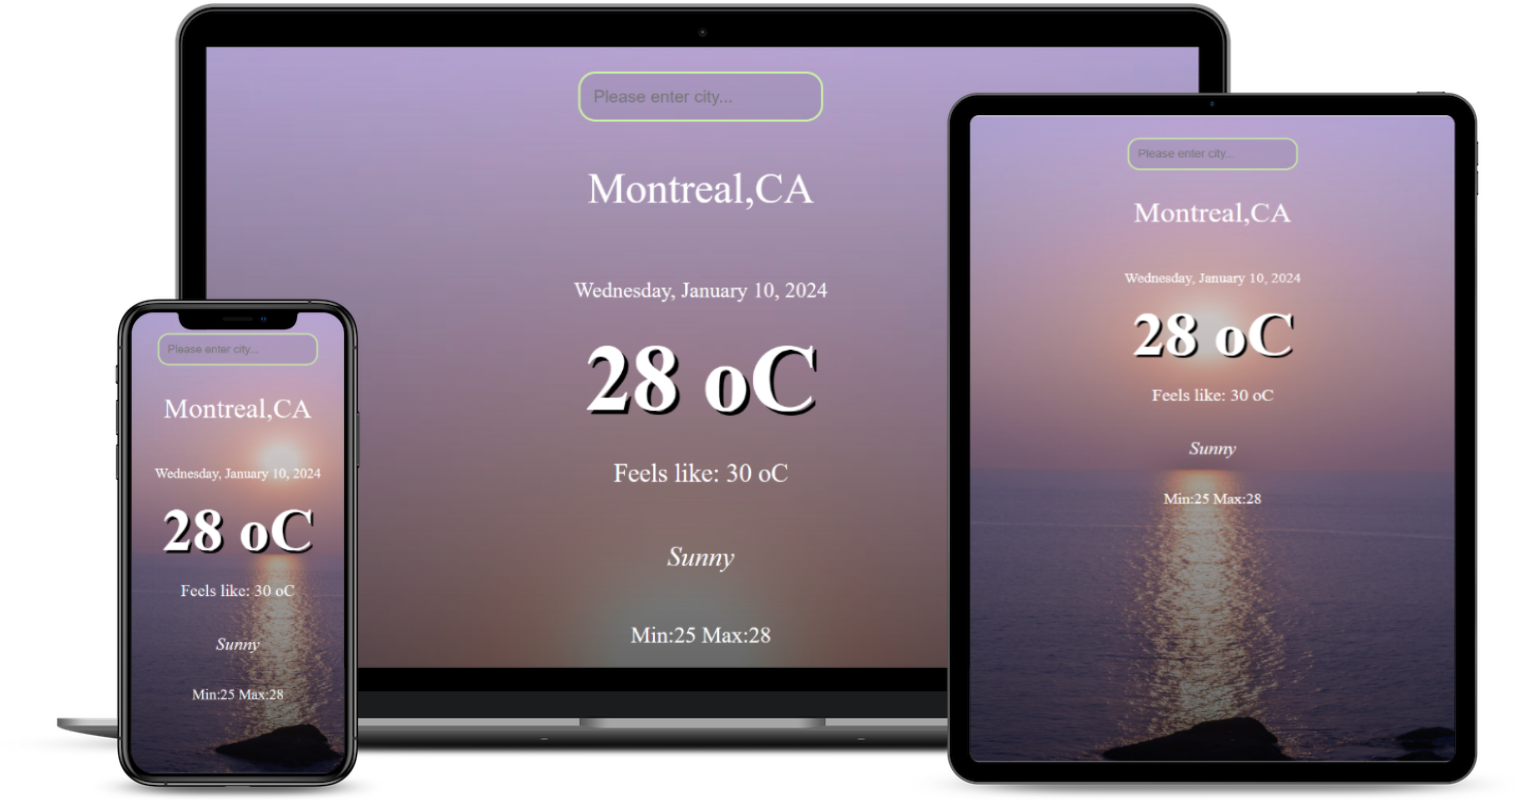 Please enter city...
Montreal,CA
Wednesday, January 10, 2024
28 oC
Feels like: 30 oC
Sunny
Min:25 Max:28
Please enter city...
Montreal,CA
Wednesday, January 10, 2024
28 oC
Feels like: 30 oC
Sunny
Min:25 Max:28
Please enter city...
Montreal,CA
Wednesday, January 10, 2024
28 oC
Feels like: 30 oC
Sunny
Min:25 Max:28